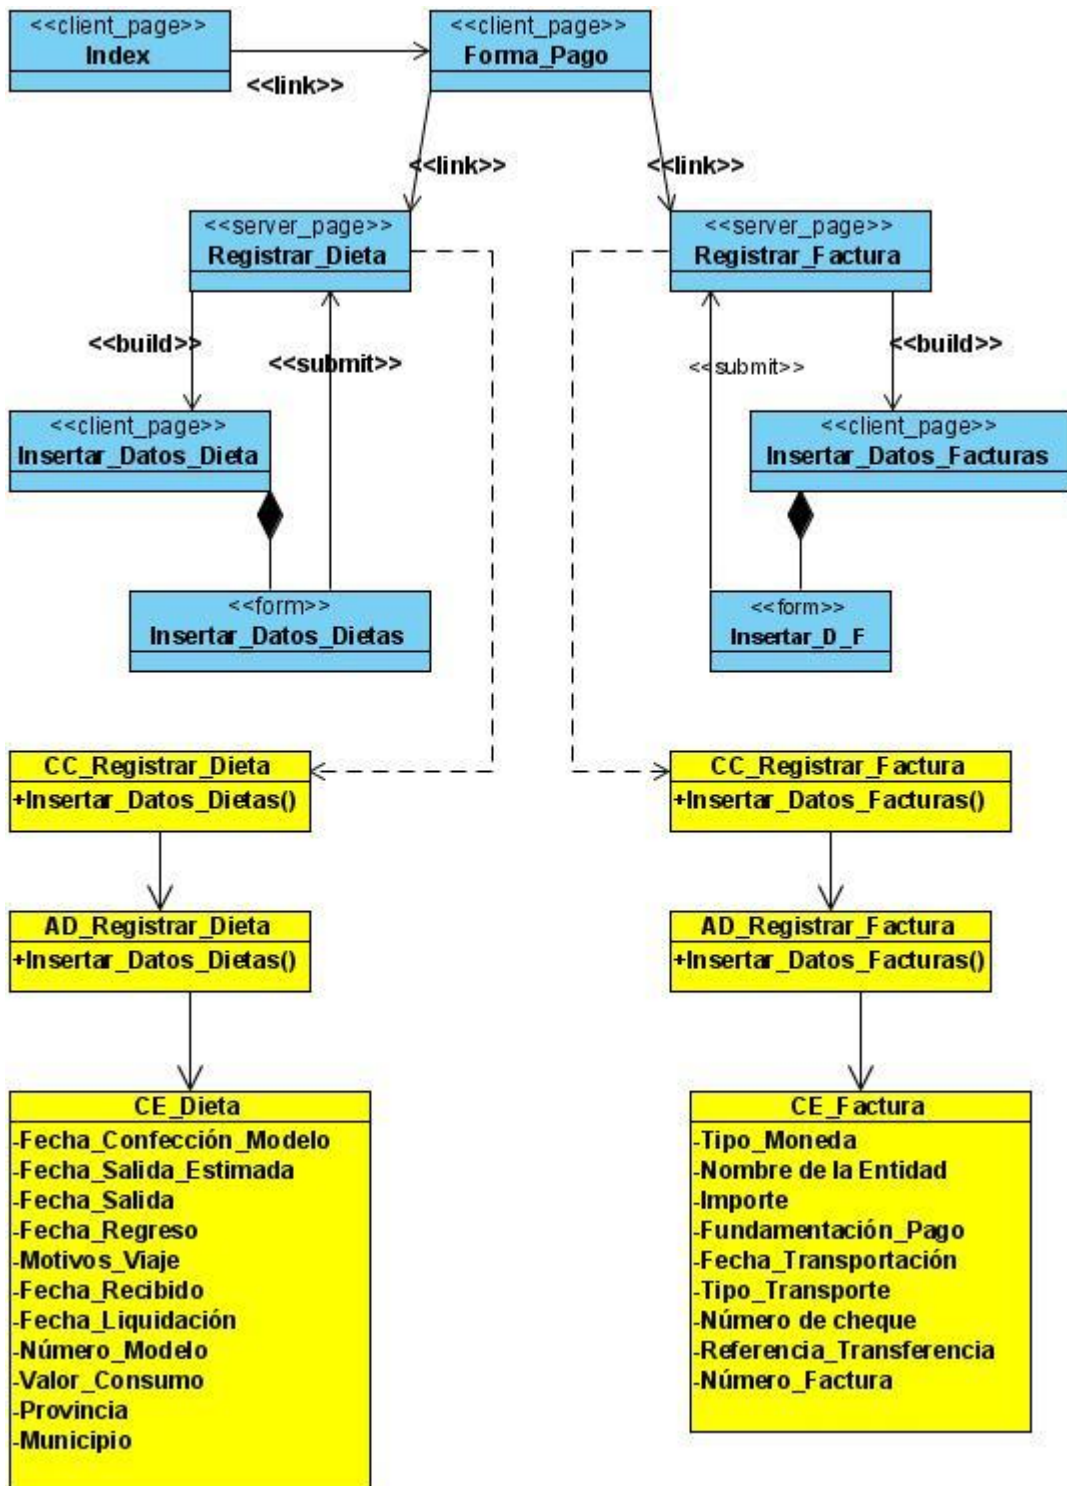 <<client_page>>
Index
<<client_page>>
Forma_Pago
<<link>>
<<link>>
<<link>>
<<server_page>>
Registrar_Dieta
<<server_page>>
Registrar_Factura
<<build>>
<<submit>>
<<submit>>
<<build>>
<<client_page>>
Insertar_Datos_Dieta
<<client_page>>
Insertar_Datos_Facturas
<<form>>
Insertar_Datos_Dietas
<<form>>
Insertar_D_F
CC_Registrar_Dieta
+Insertar_Datos_Dietas()
CC_Registrar_Factura
+Insertar_Datos_Facturas()
AD_Registrar_Dieta
+Insertar_Datos_Dietas()
AD_Registrar_Factura
+Insertar_Datos_Facturas()
CE_Dieta
-Fecha_Confección_Modelo
-Fecha_Salida_Estimada
-Fecha_Salida
-Fecha_Regreso
-Motivos_Viaje
-Fecha_Recibido
-Fecha_Liquidación
-Número_Modelo
-Valor_Consumo
-Provincia
-Municipio
CE_Factura
-Tipo_Moneda
-Nombre de la Entidad
-Importe
-Fundamentación_Pago
-Fecha_Transportación
-Tipo_Transporte
-Número de cheque
-Referencia_Transferencia
-Número_Factura